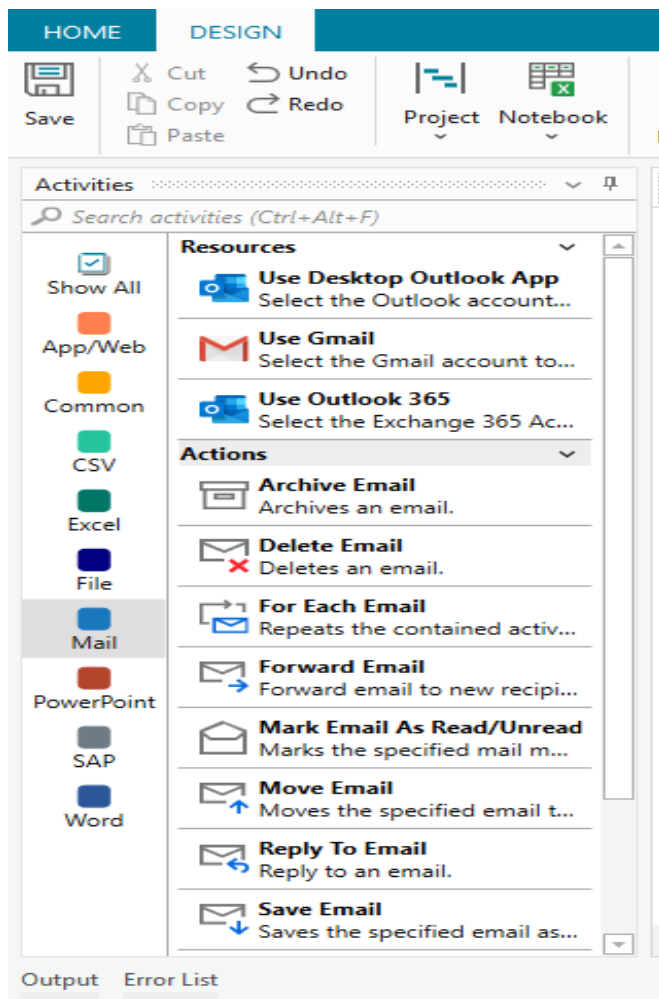 HOME DESIGN
Cut Undo
Copy Redo
Save Project Notebook
Paste
Activities
Search activities (Ctrl+Alt+F)
Show All
App/Web
Common
CSV
Excel
File
Mail
PowerPoint
SAP
Word
Resources
Use Desktop Outlook App
Select the Outlook account...
Use Gmail
Select the Gmail account to...
Use Outlook 365
Select the Exchange 365 Ac...
Actions
Archive Email
Archives an email.
Delete Email
Deletes an email.
For Each Email
Repeats the contained activ...
Forward Email
Forward email to new recipi...
Mark Email As Read/Unread
Marks the specified mail m...
Move Email
Moves the specified email t...
Reply To Email
Reply to an email.
Save Email
Saves the specified email as...
Output Error List